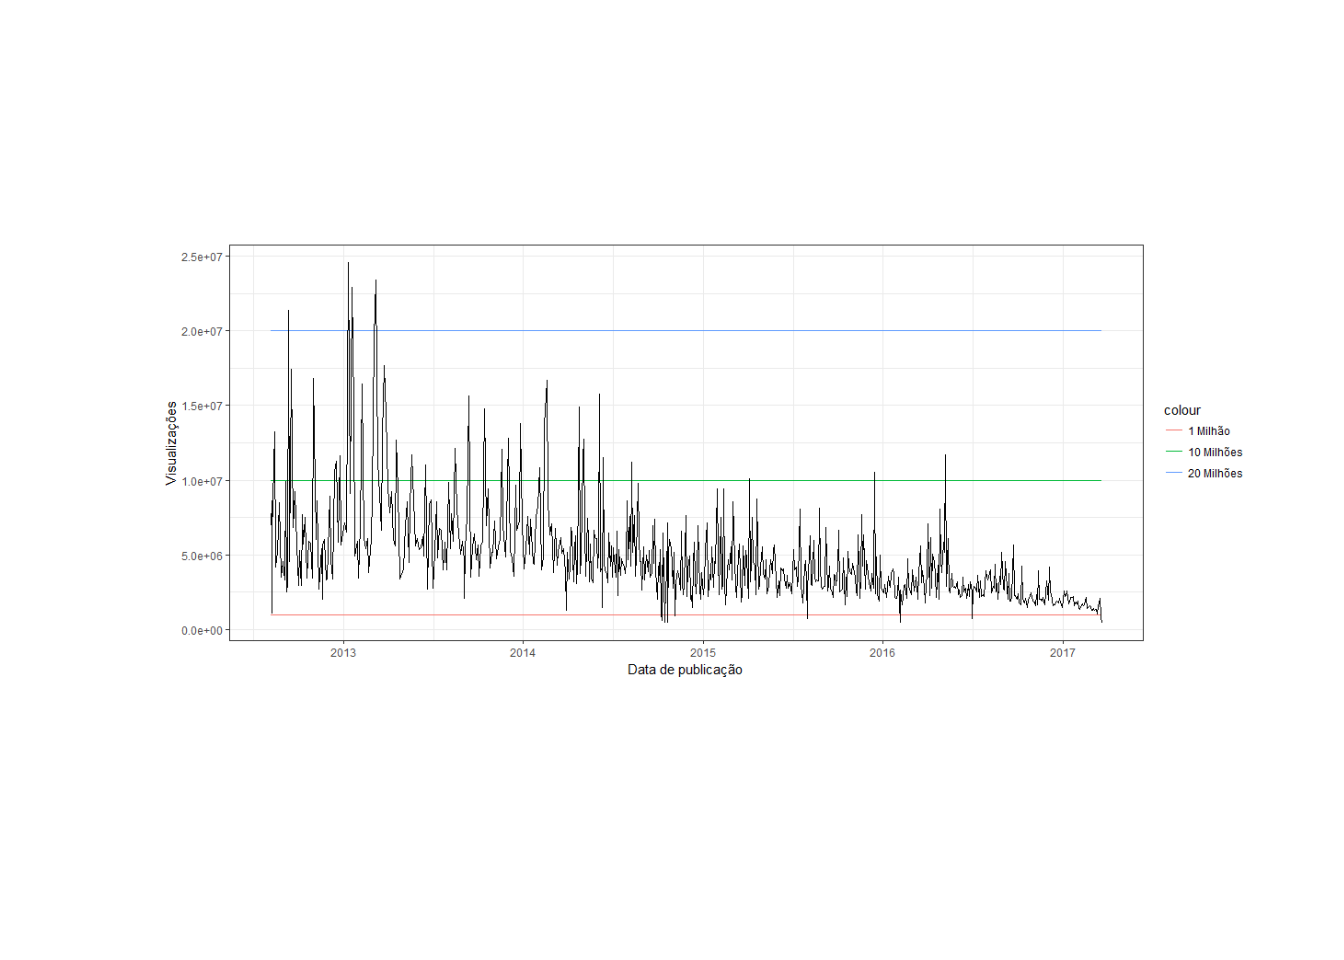 2.5e+07
2.0e+07
1.5e+07
1.0e+07
5.0e+06
0.0e+00
Visualizações
2013
2014
2015
2016
2017
Data de publicação
colour
1 Milhão
10 Milhões
20 Milhões